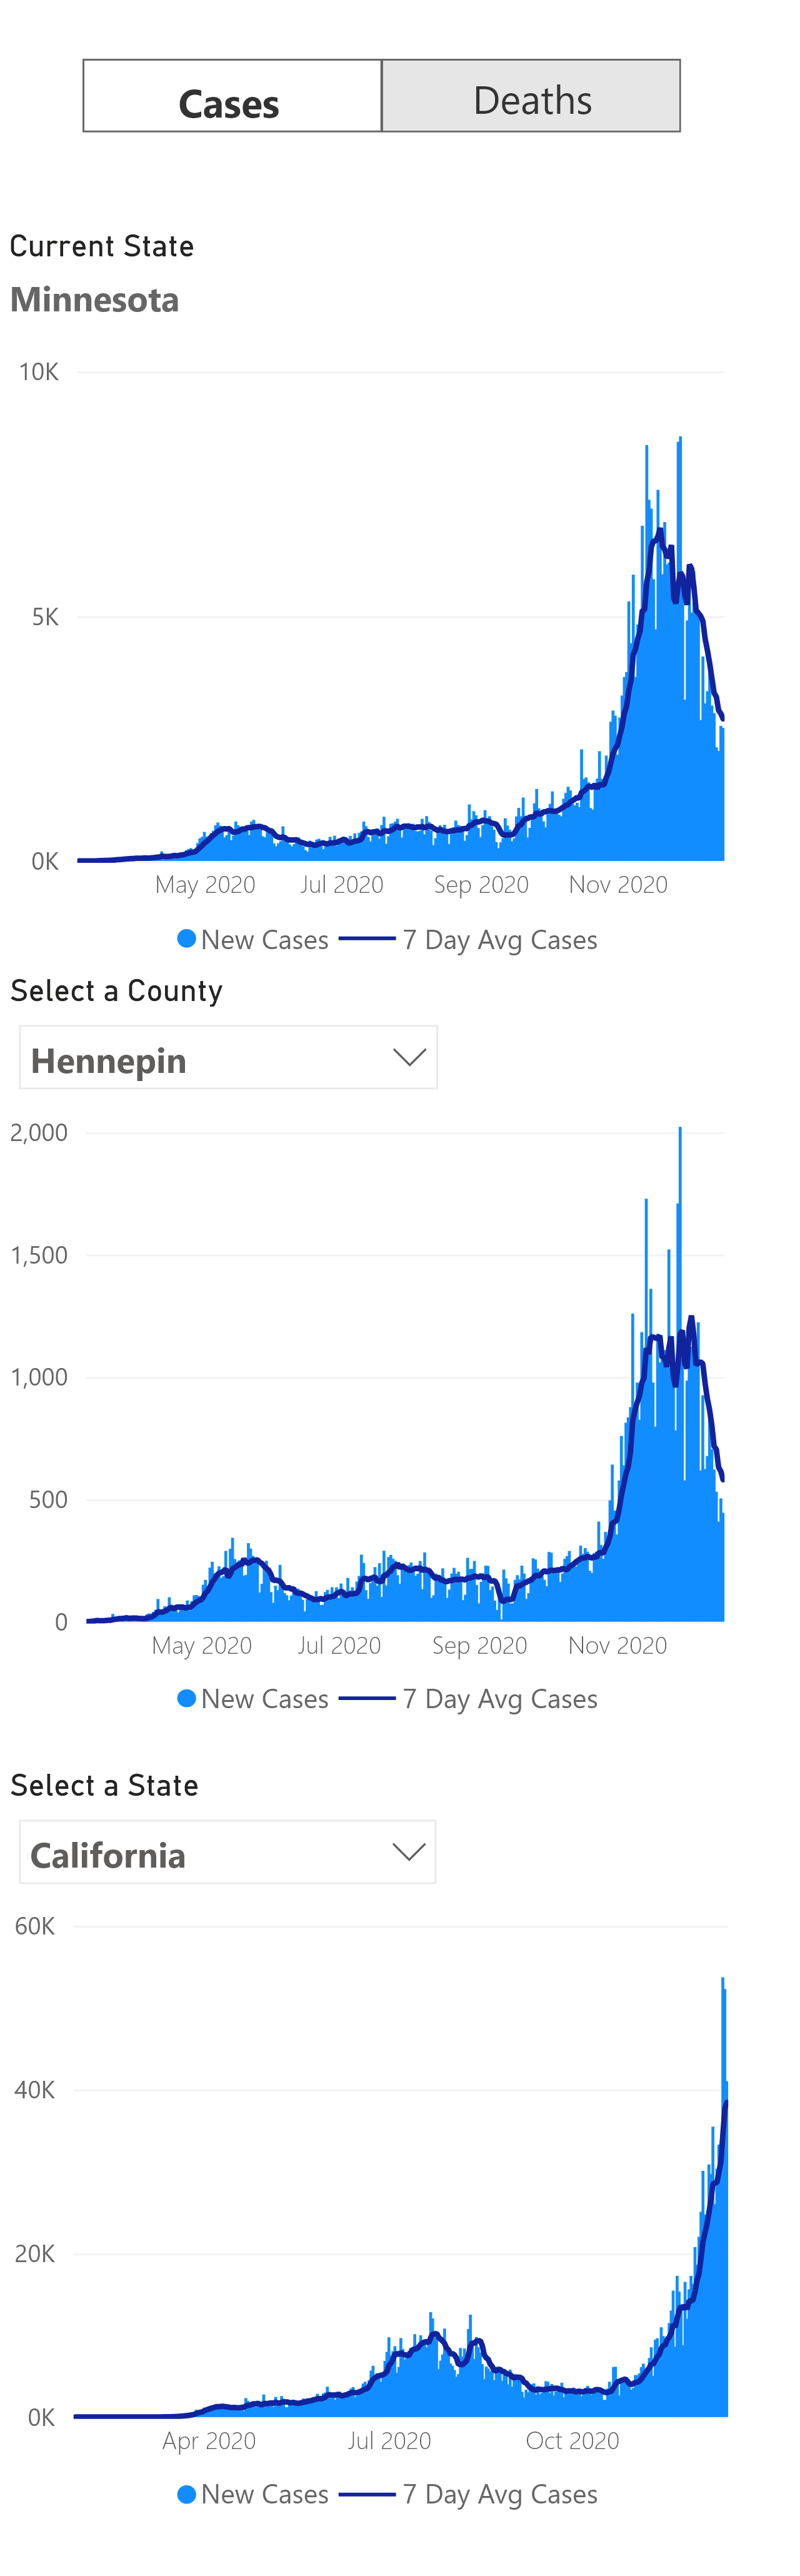 Cases Deaths
Current State
Minnesota
10K
5K
0K
May 2020 Jul 2020 Sep 2020 Nov 2020
New Cases 7 Day Avg Cases
Select a County
Hennepin
2,000
1,500
1,000
500
0
May 2020 Jul 2020 Sep 2020 Nov 2020
New Cases 7 Day Avg Cases
Select a State
California
60K
40K
20K
0K
Apr 2020 Jul 2020 Oct 2020
New Cases 7 Day Avg Cases